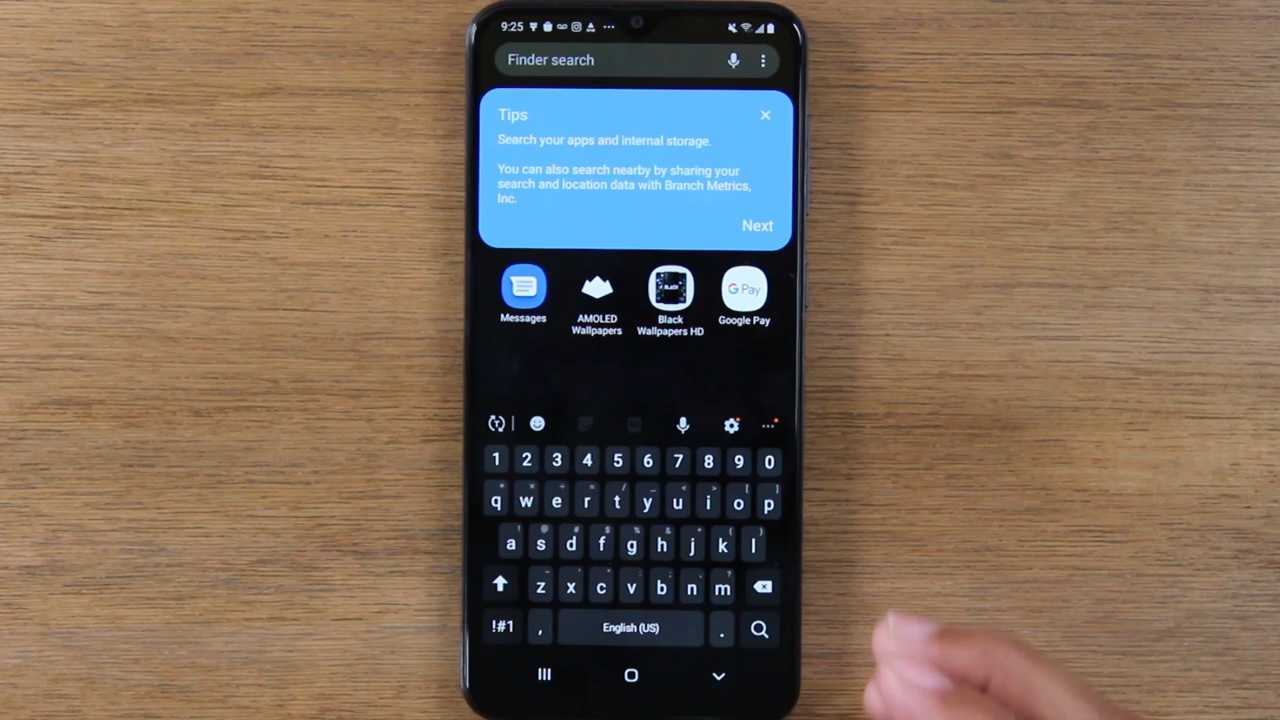 9:25
Finder search
Tips
Search your apps and internal storage.
You can also search nearby by sharing your
search and location data with Branch Metrics,
Inc.
Next
BLACK
G Pay
Messages
AMOLED
Wallpapers
Black
Wallpapers HD
Google Pay
1 2 3 4 5 6 7 8 9 0
q w e r t y u i o p
a s d f g h j k l
z x c v b n m
!#1 , English (US) .